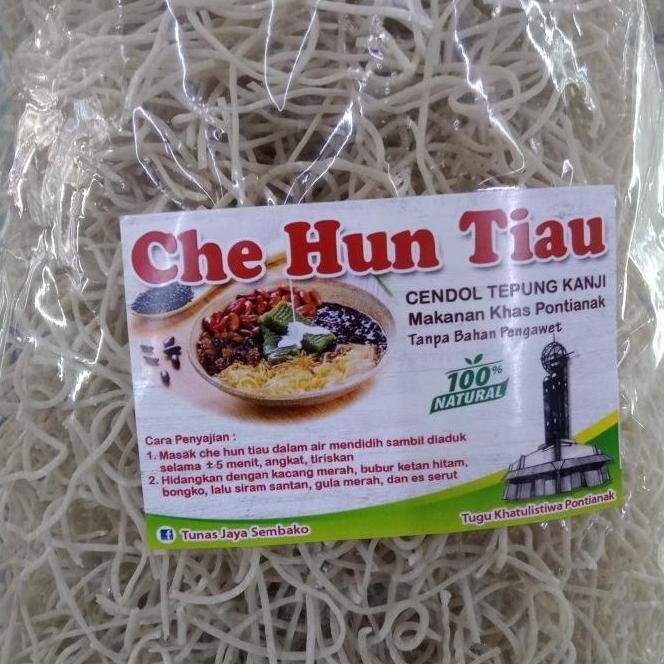 Che Hun Tiau
CENDOL TEPUNG KANJI
Makanan Khas Pontianak
Tanpa Bahan Pengawet
100%
NATURAL
Cara Penyajian :
1. Masak che hun tiau dalam air mendidih sambil diaduk
selama ± 5 menit, angkat, tiriskan
2. Hidangkan dengan kacang merah, bubur ketan hitam,
bongko, lalu siram santan, gula merah, dan es serut
f Tunas Jaya Sembako
Tugu Khatulistiwa Pontianak